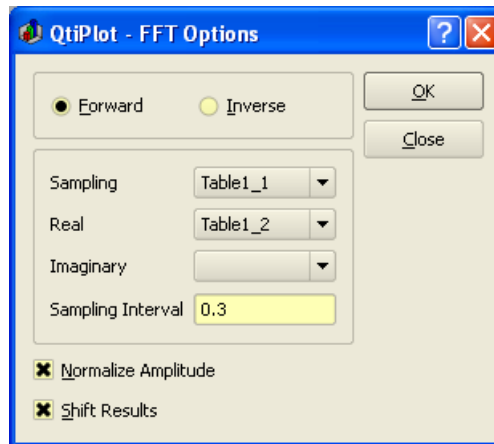 QtiPlot - FFT Options
Forward Inverse
OK
Close
Sampling Table1_1
Real Table1_2
Imaginary
Sampling Interval 0.3
Normalize Amplitude
Shift Results